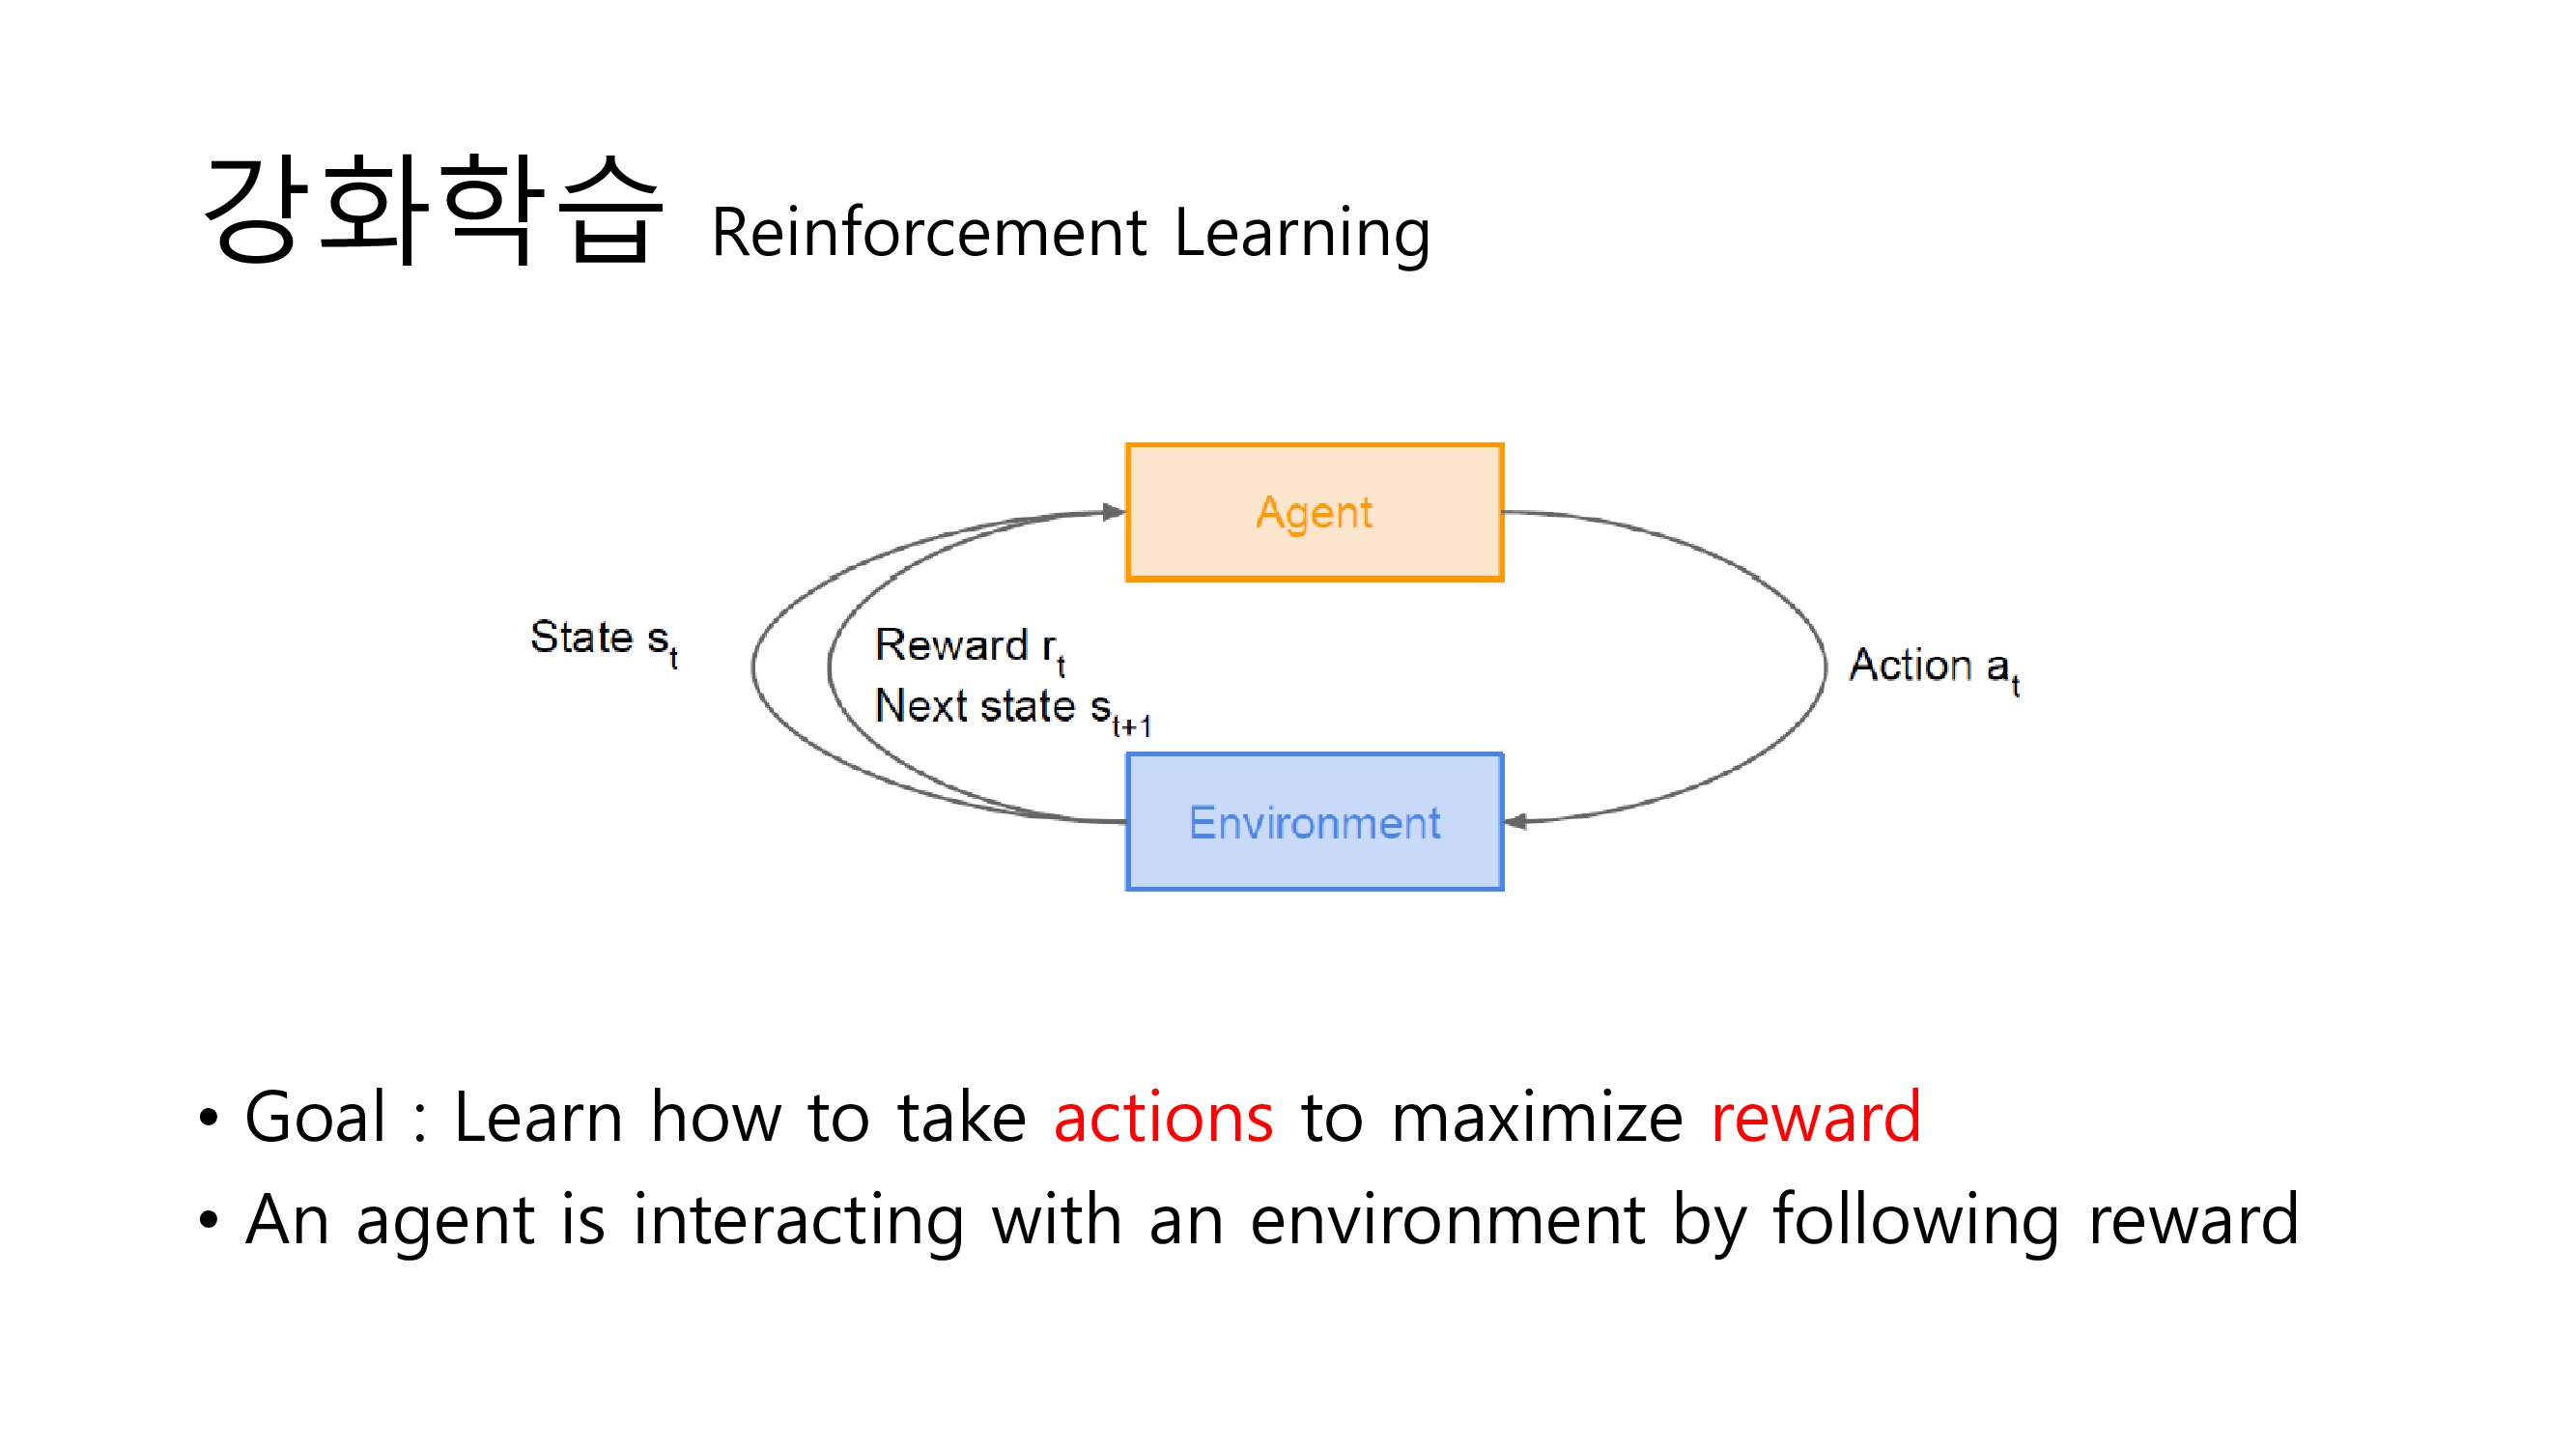 강화학습 Reinforcement Learning
Agent
State s_t
Reward r_t
Next state s_{t+1}
Action a_t
Environment
• Goal : Learn how to take actions to maximize reward
• An agent is interacting with an environment by following reward